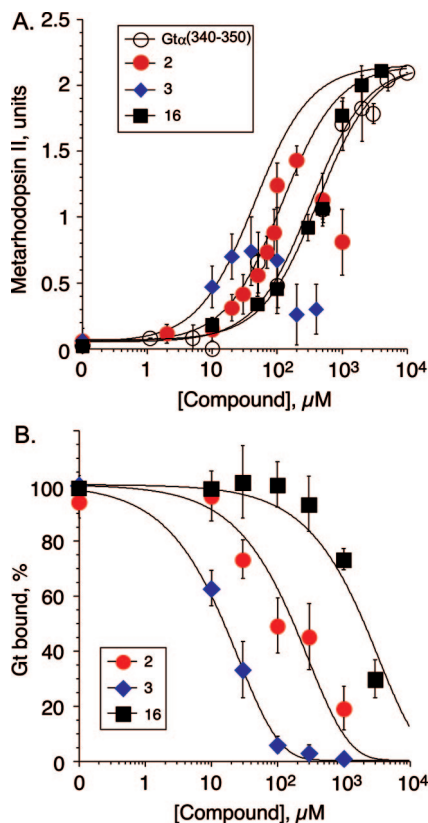 A.
Gtα(340-350)
2
3
16
Metarhodopsin II, units
2.5
2
1.5
1
0.5
0
0 1 10 10² 10³ 10⁴
[Compound], µM
B.
Gt bound, %
100
80
60
40
20
0
2
3
16
0 1 10 10² 10³ 10⁴
[Compound], µM